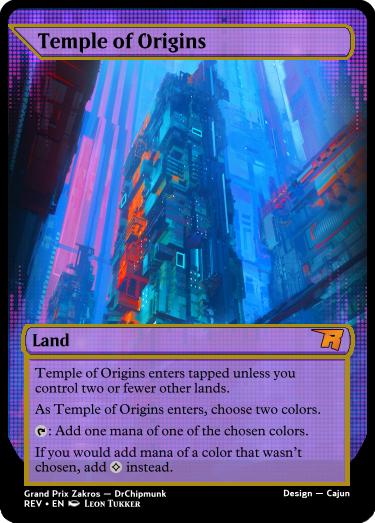 Temple of Origins
Land
Temple of Origins enters tapped unless you
control two or fewer other lands.
As Temple of Origins enters, choose two colors.
: Add one mana of one of the chosen colors.
If you would add mana of a color that wasn't
chosen, add instead.
Grand Prix Zakros — DrChipmunk
Design — Cajun
REV • EN Leon Tukker